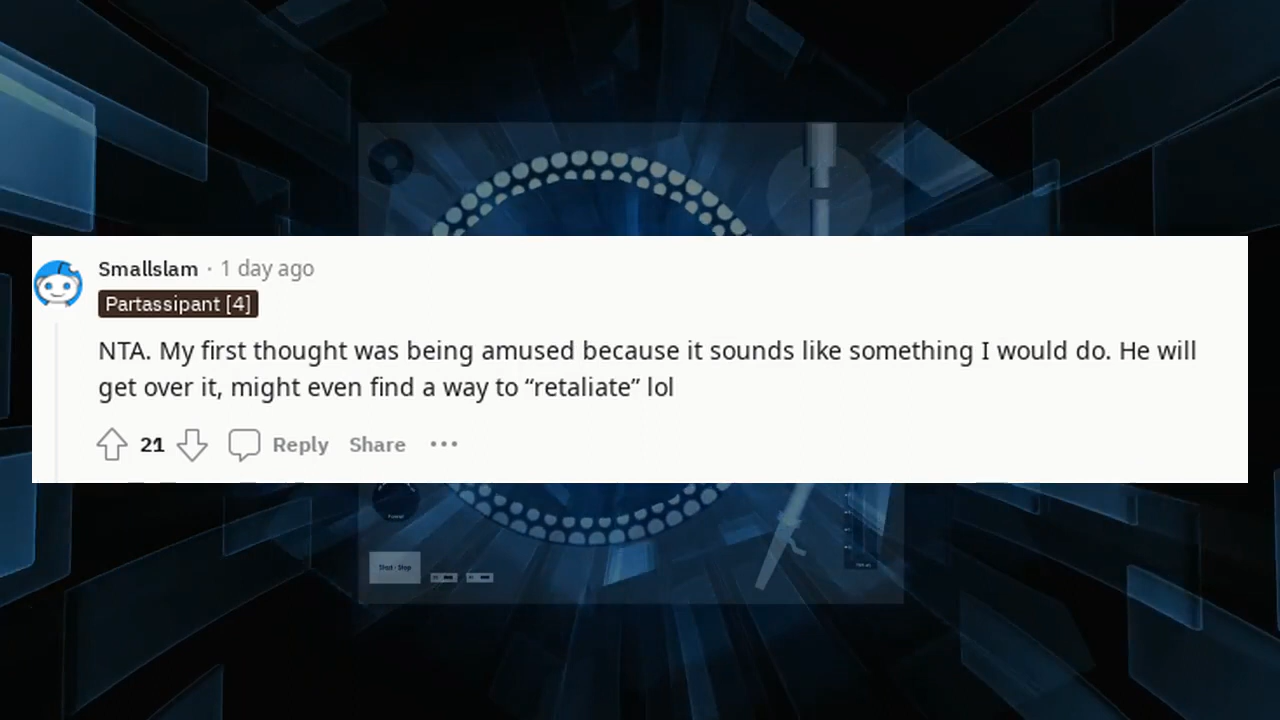 Smallslam · 1 day ago
Partassipant [4]
NTA. My first thought was being amused because it sounds like something I would do. He will
get over it, might even find a way to “retaliate” lol
21 Reply Share •••
Start · Stop